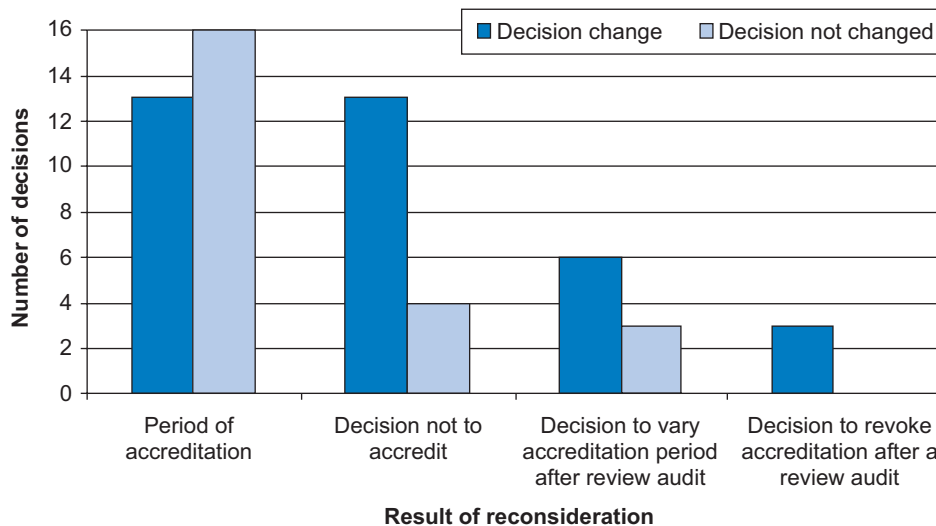 Decision change
Decision not changed
Number of decisions
16
14
12
10
8
6
4
2
0
Period of
accreditation
Decision not to
accredit
Decision to vary
accreditation period
after review audit
Decision to revoke
accreditation after a
review audit
Result of reconsideration